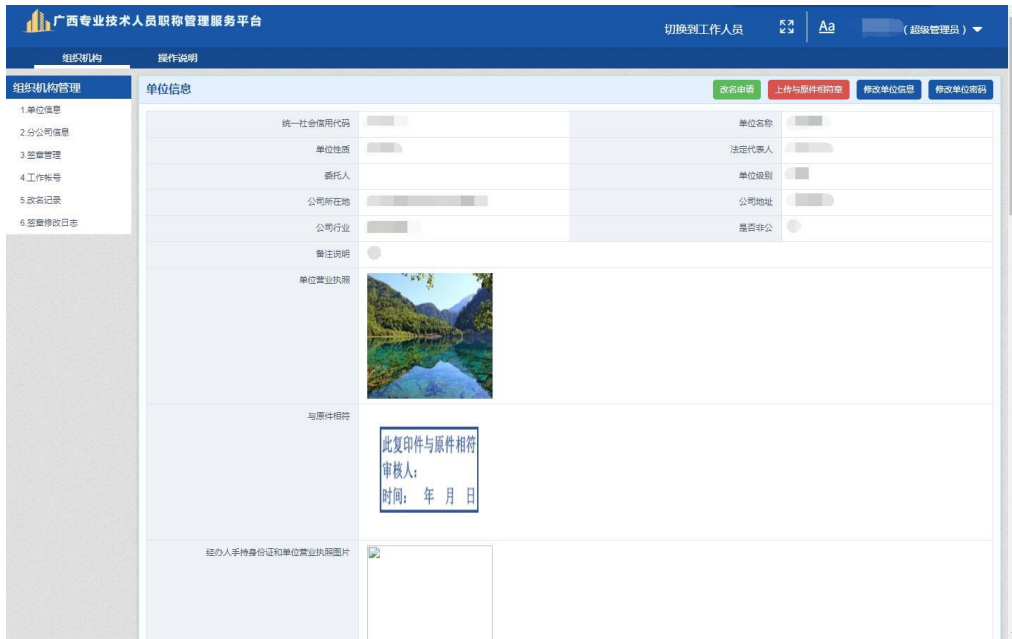 广西专业技术人员职称管理服务平台
切换到工作人员 Aa (超级管理员)
组织机构 操作说明
组织机构管理
1.单位信息
2.分公司信息
3.签章管理
4.工作帐号
5.改名记录
6.签章修改日志
单位信息 改名申请 上传与原件相符章 修改单位信息 修改单位密码
统一社会信用代码 单位名称
单位性质 法定代表人
委托人 单位级别
公司所在地 公司地址
公司行业 是否非公
备注说明
单位营业执照
与原件相符
此复印件与原件相符
审核人:
时间: 年 月 日
经办人手持身份证和单位营业执照图片